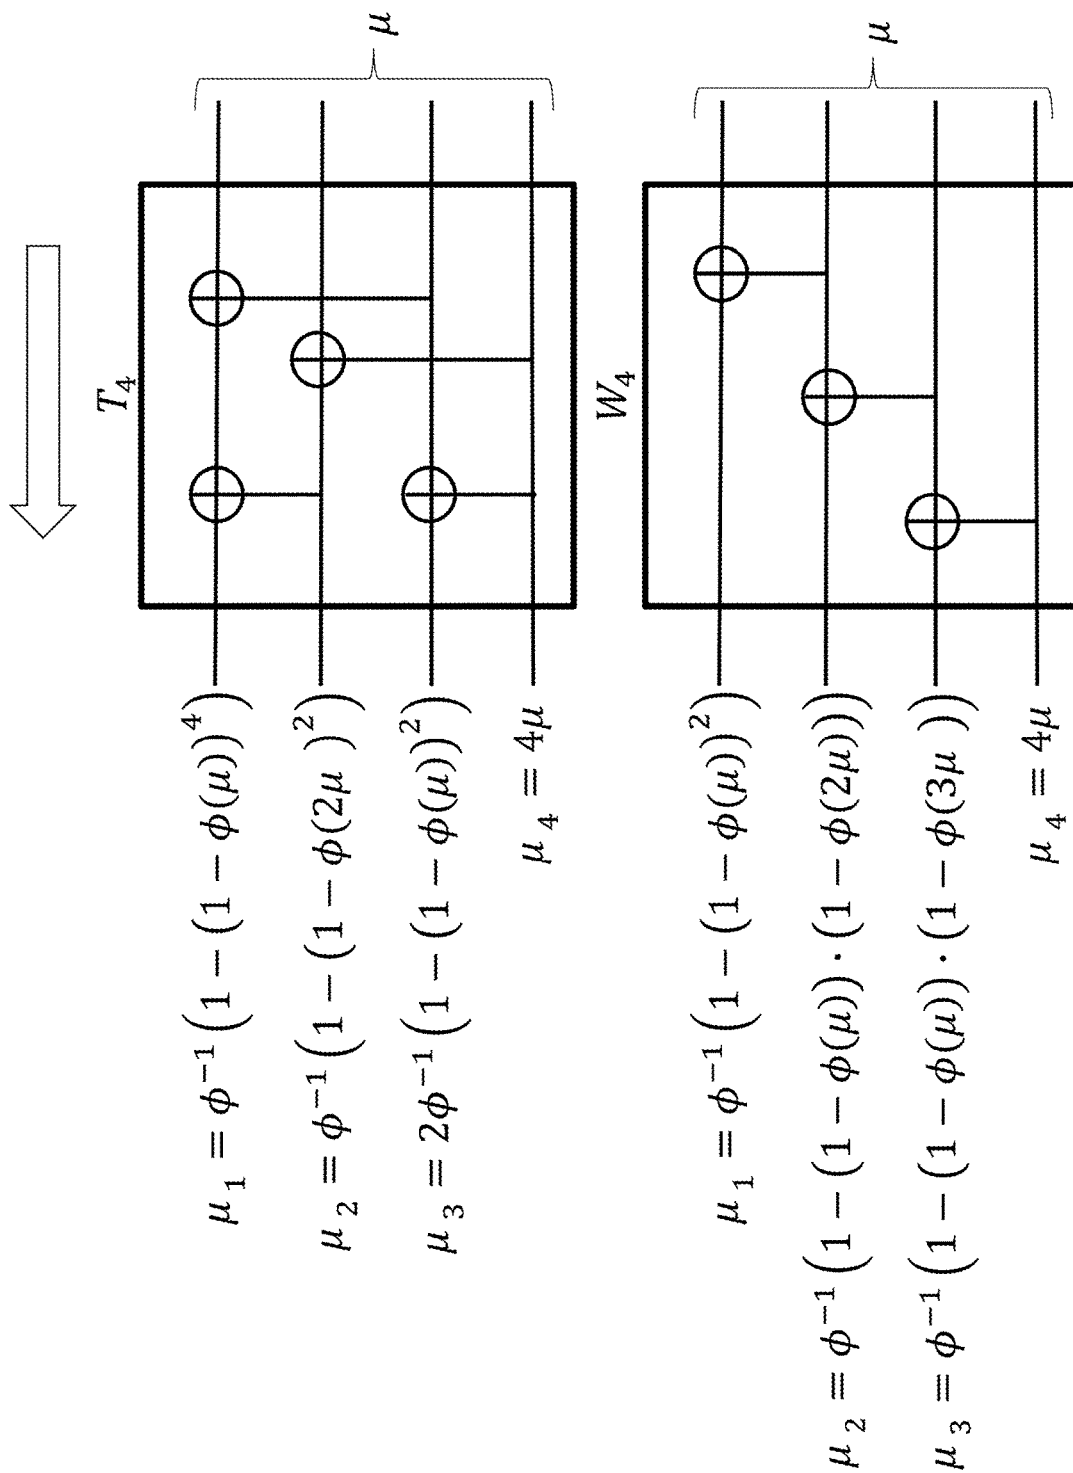 T₄
μ₁ = ϕ⁻¹(1 − (1 − ϕ(μ))⁴)
μ₂ = ϕ⁻¹(1 − (1 − ϕ(2μ )²)
μ₃ = 2ϕ⁻¹(1 − (1 − ϕ(μ))²)
μ₄ = 4μ
μ
W₄
μ₁ = ϕ⁻¹(1 − (1 − ϕ(μ))²)
μ₂ = ϕ⁻¹(1 − (1 − ϕ(μ)) · (1 − ϕ(2μ)))
μ₃ = ϕ⁻¹(1 − (1 − ϕ(μ)) · (1 − ϕ(3μ )))
μ₄ = 4μ
μ